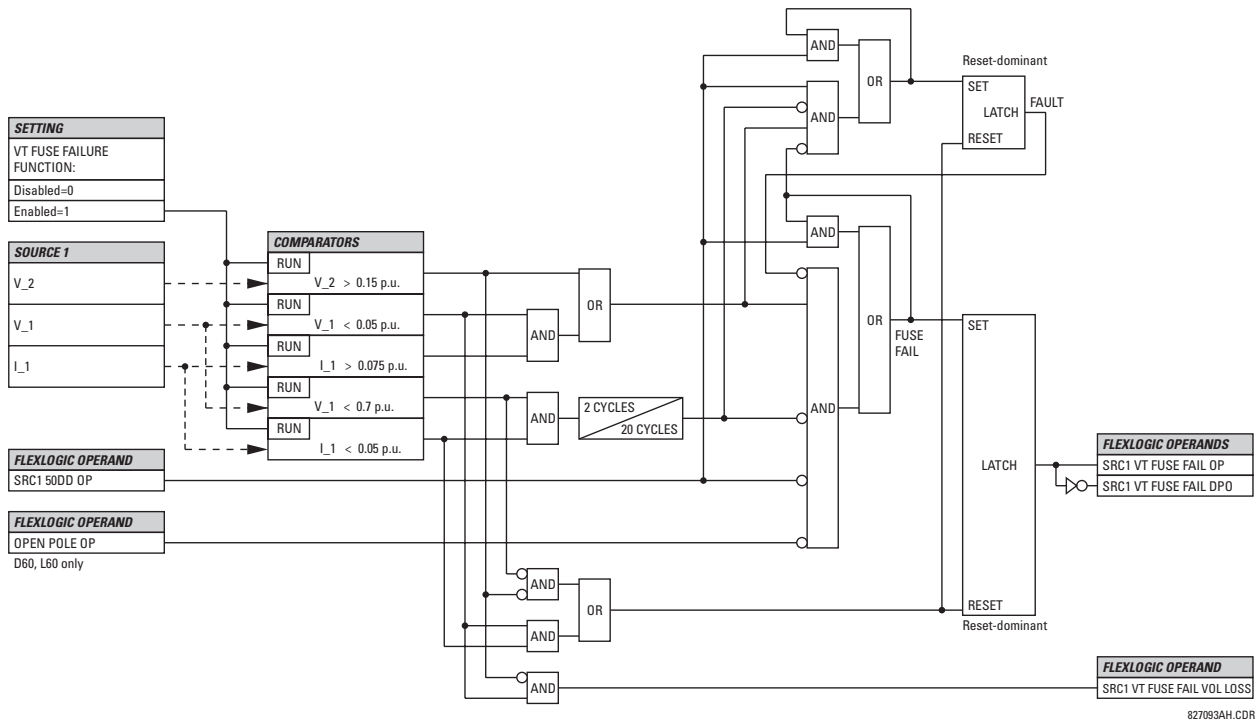 SETTING
VT FUSE FAILURE
FUNCTION:
Disabled=0
Enabled=1
SOURCE 1
V_2
V_1
I_1
FLEXLOGIC OPERAND
SRC1 50DD OP
FLEXLOGIC OPERAND
OPEN POLE OP
D60, L60 only
COMPARATORS
RUN
V_2 > 0.15 p.u.
RUN
V_1 < 0.05 p.u.
RUN
I_1 > 0.075 p.u.
RUN
V_1 < 0.7 p.u.
RUN
I_1 < 0.05 p.u.
AND
OR
AND
2 CYCLES
20 CYCLES
AND
OR
AND
AND
AND
OR
AND
Reset-dominant
SET
LATCH
FAULT
RESET
AND
OR
FUSE
FAIL
AND
SET
LATCH
RESET
Reset-dominant
FLEXLOGIC OPERANDS
SRC1 VT FUSE FAIL OP
SRC1 VT FUSE FAIL DPO
FLEXLOGIC OPERAND
SRC1 VT FUSE FAIL VOL LOSS
827093AH.CDR